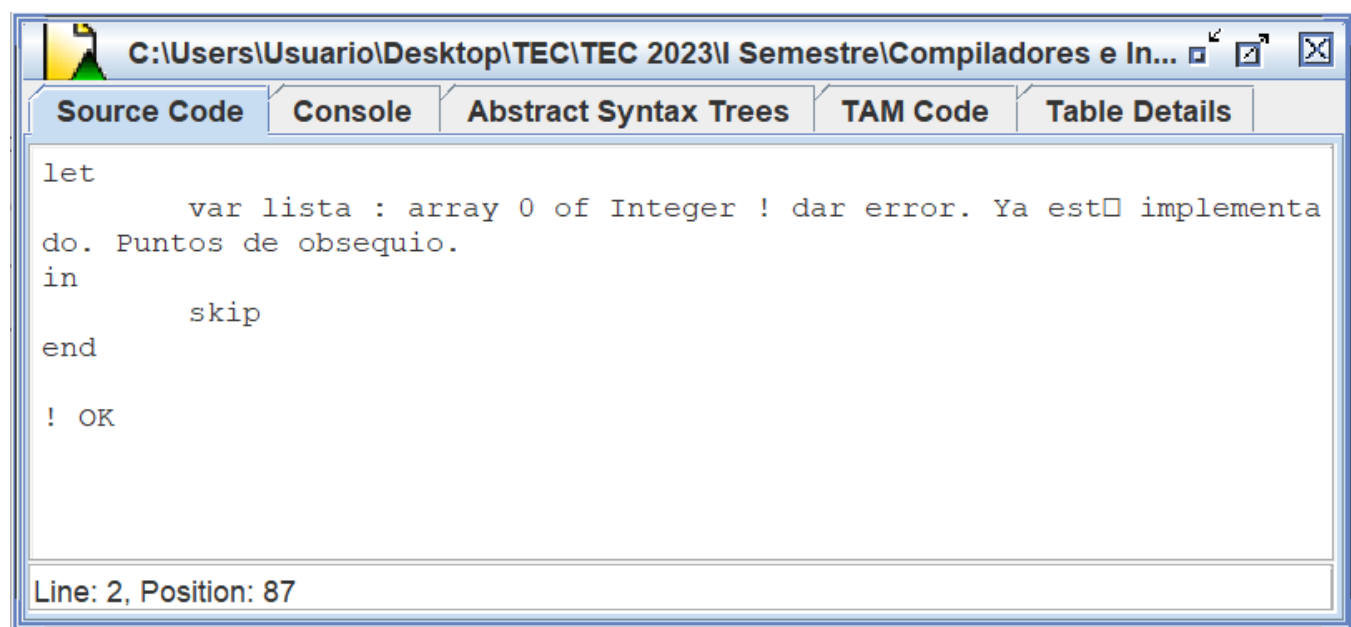 C:\Users\Usuario\Desktop\TEC\TEC 2023\I Semestre\Compiladores e In...
Source Code Console Abstract Syntax Trees TAM Code Table Details
let
var lista : array 0 of Integer ! dar error. Ya est□ implementa
do. Puntos de obsequio.
in
skip
end
! OK
Line: 2, Position: 87